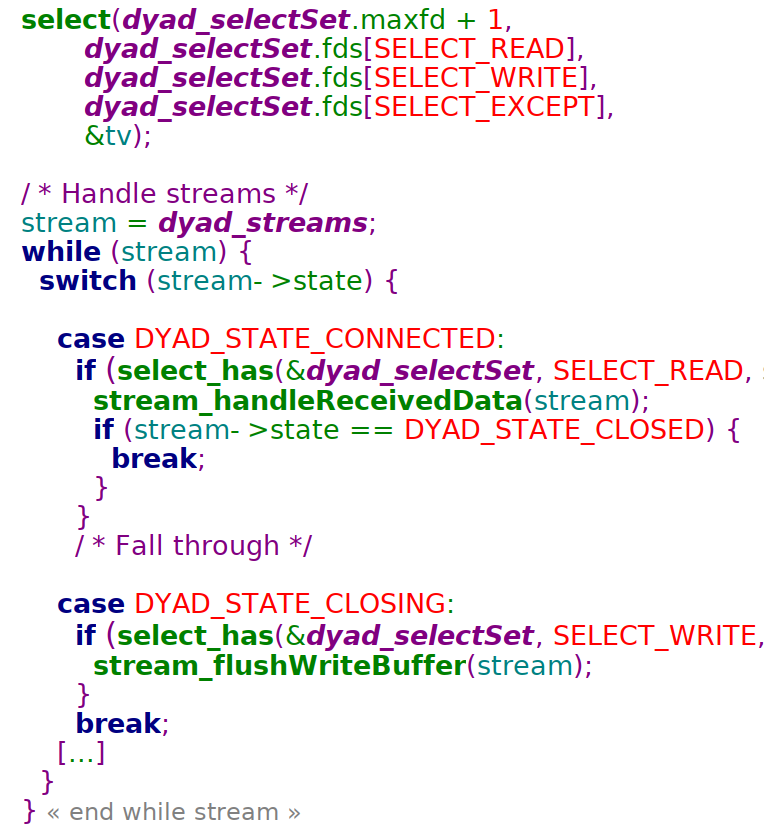 select(dyad_selectSet.maxfd + 1,
dyad_selectSet.fds[SELECT_READ],
dyad_selectSet.fds[SELECT_WRITE],
dyad_selectSet.fds[SELECT_EXCEPT],
&tv);
/* Handle streams */
stream = dyad_streams;
while (stream) {
switch (stream->state) {
case DYAD_STATE_CONNECTED:
if (select_has(&dyad_selectSet, SELECT_READ,
stream_handleReceivedData(stream);
if (stream->state == DYAD_STATE_CLOSED) {
break;
}
}
/* Fall through */
case DYAD_STATE_CLOSING:
if (select_has(&dyad_selectSet, SELECT_WRITE,
stream_flushWriteBuffer(stream);
}
break;
[...]
}
} « end while stream »